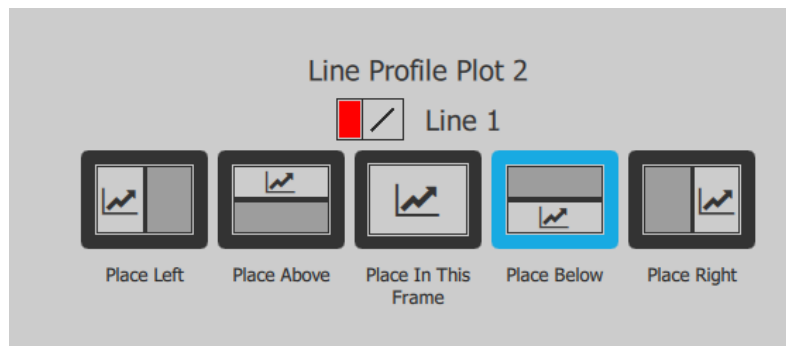 Line Profile Plot 2
Line 1
Place Left
Place Above
Place In This
Frame
Place Below
Place Right